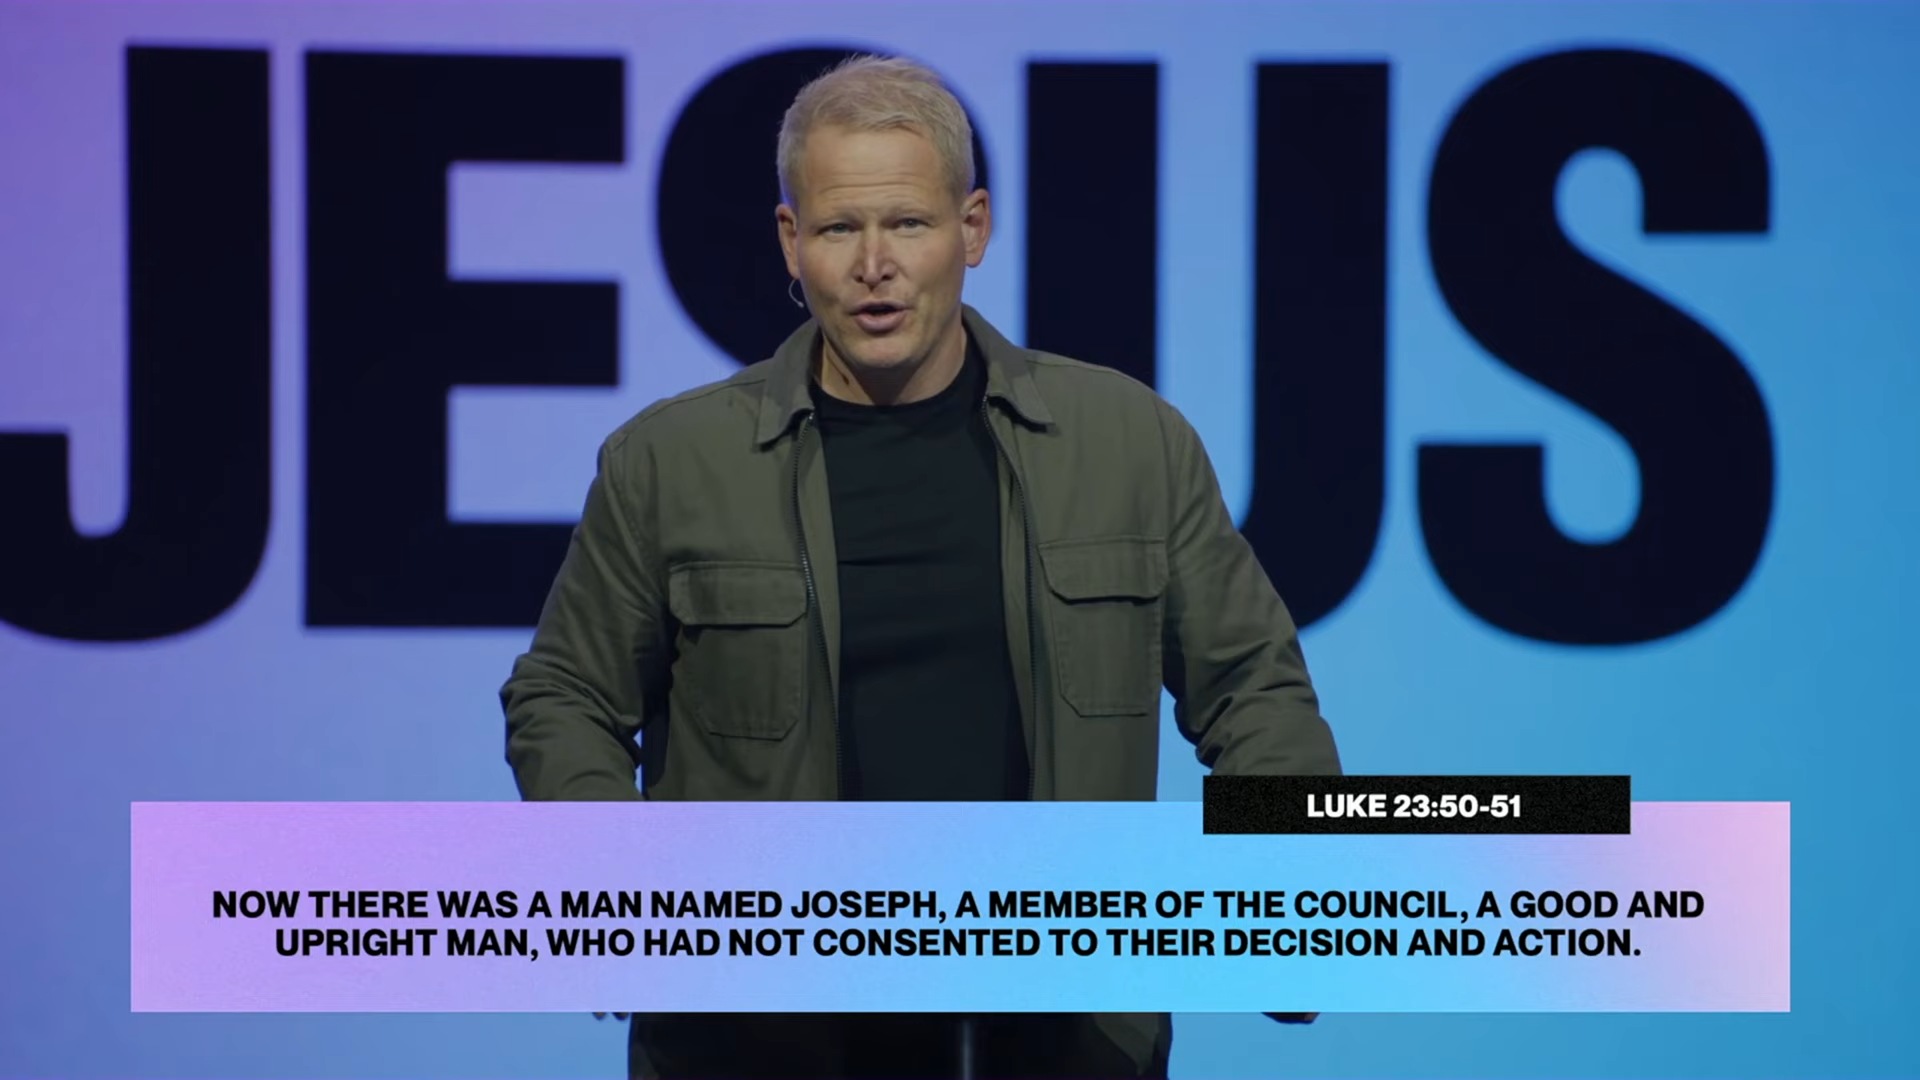 JESUS
LUKE 23:50-51
NOW THERE WAS A MAN NAMED JOSEPH, A MEMBER OF THE COUNCIL, A GOOD AND
UPRIGHT MAN, WHO HAD NOT CONSENTED TO THEIR DECISION AND ACTION.